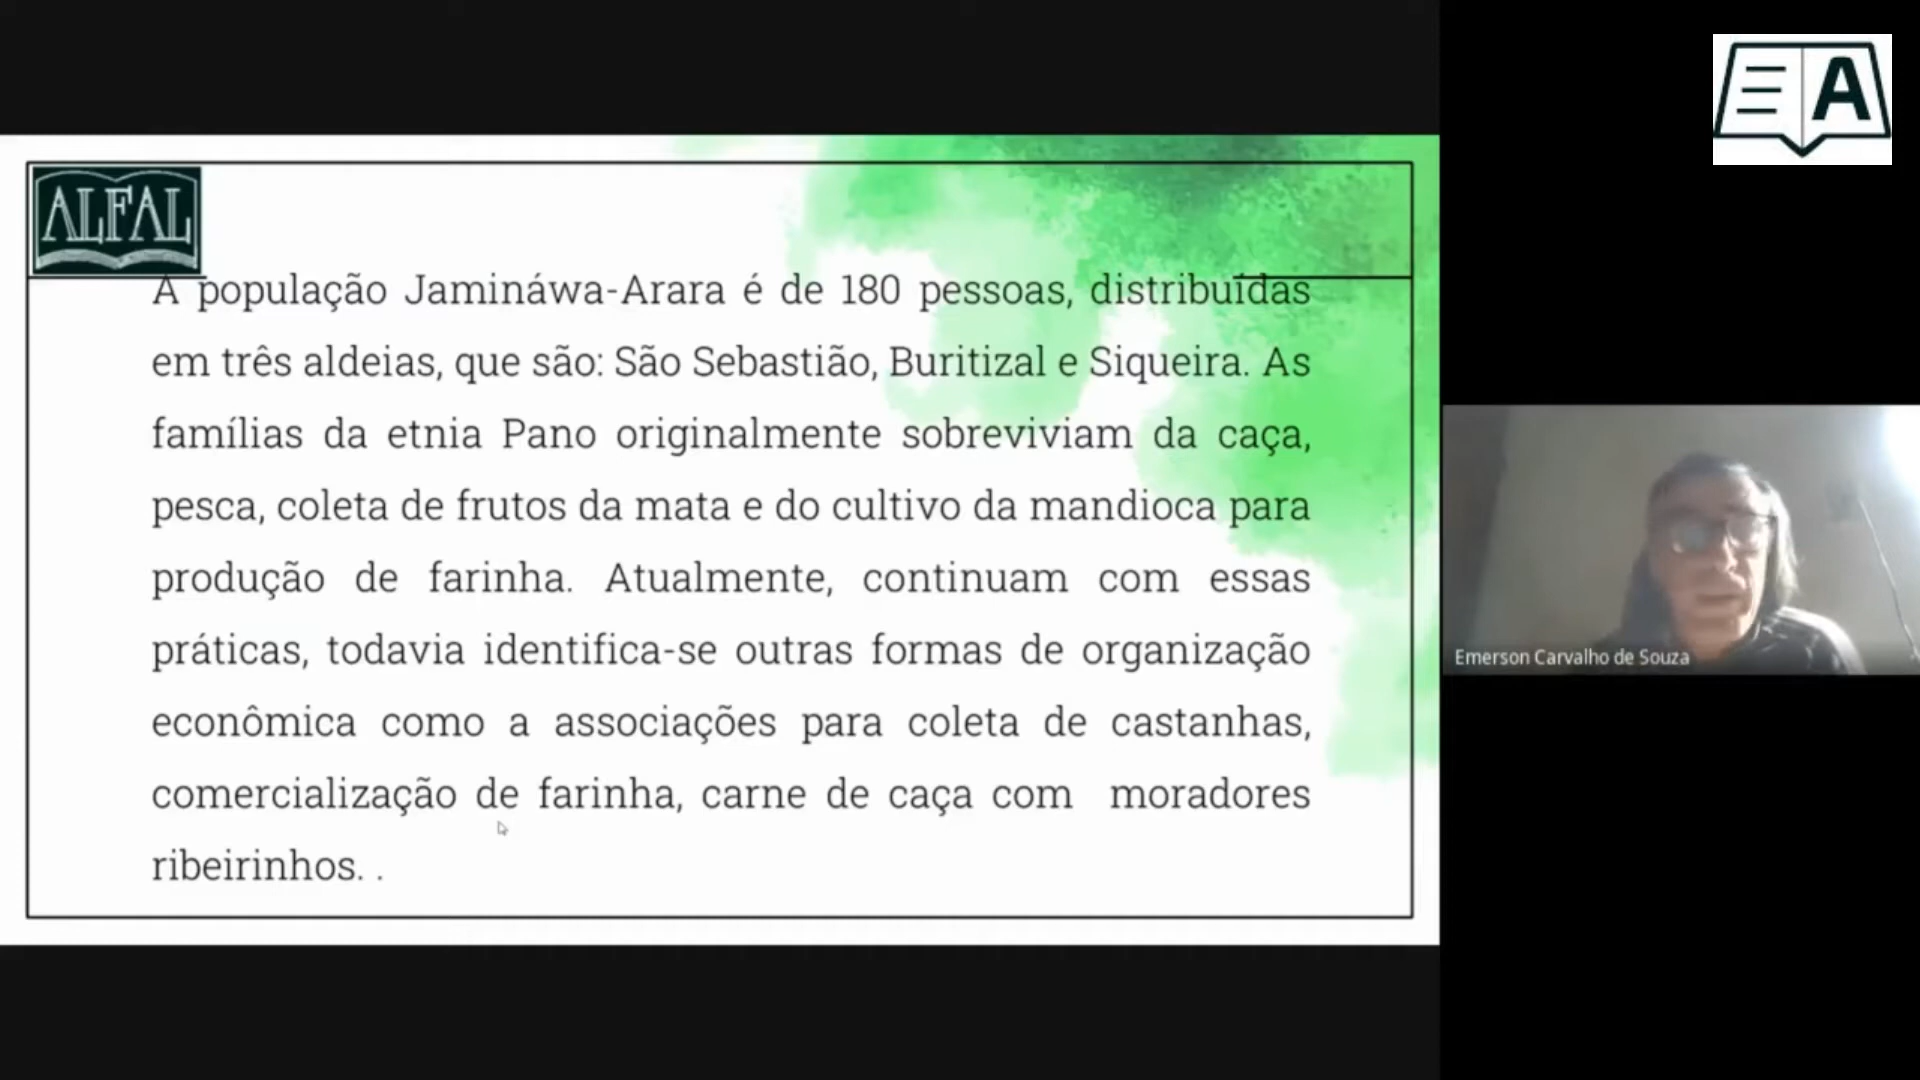 A
ALFAL
A população Jamináwa-Arara é de 180 pessoas, distribuídas
em três aldeias, que são: São Sebastião, Buritizal e Siqueira. As
famílias da etnia Pano originalmente sobreviviam da caça,
pesca, coleta de frutos da mata e do cultivo da mandioca para
produção de farinha. Atualmente, continuam com essas
práticas, todavia identifica-se outras formas de organização
econômica como a associações para coleta de castanhas,
comercialização de farinha, carne de caça com moradores
ribeirinhos. .
Emerson Carvalho de Souza